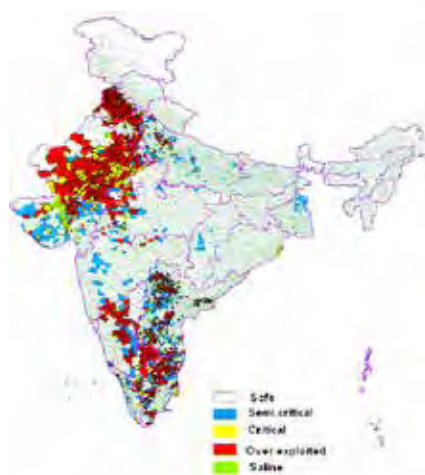 Safe
Semi critical
Critical
Over exploited
Saline